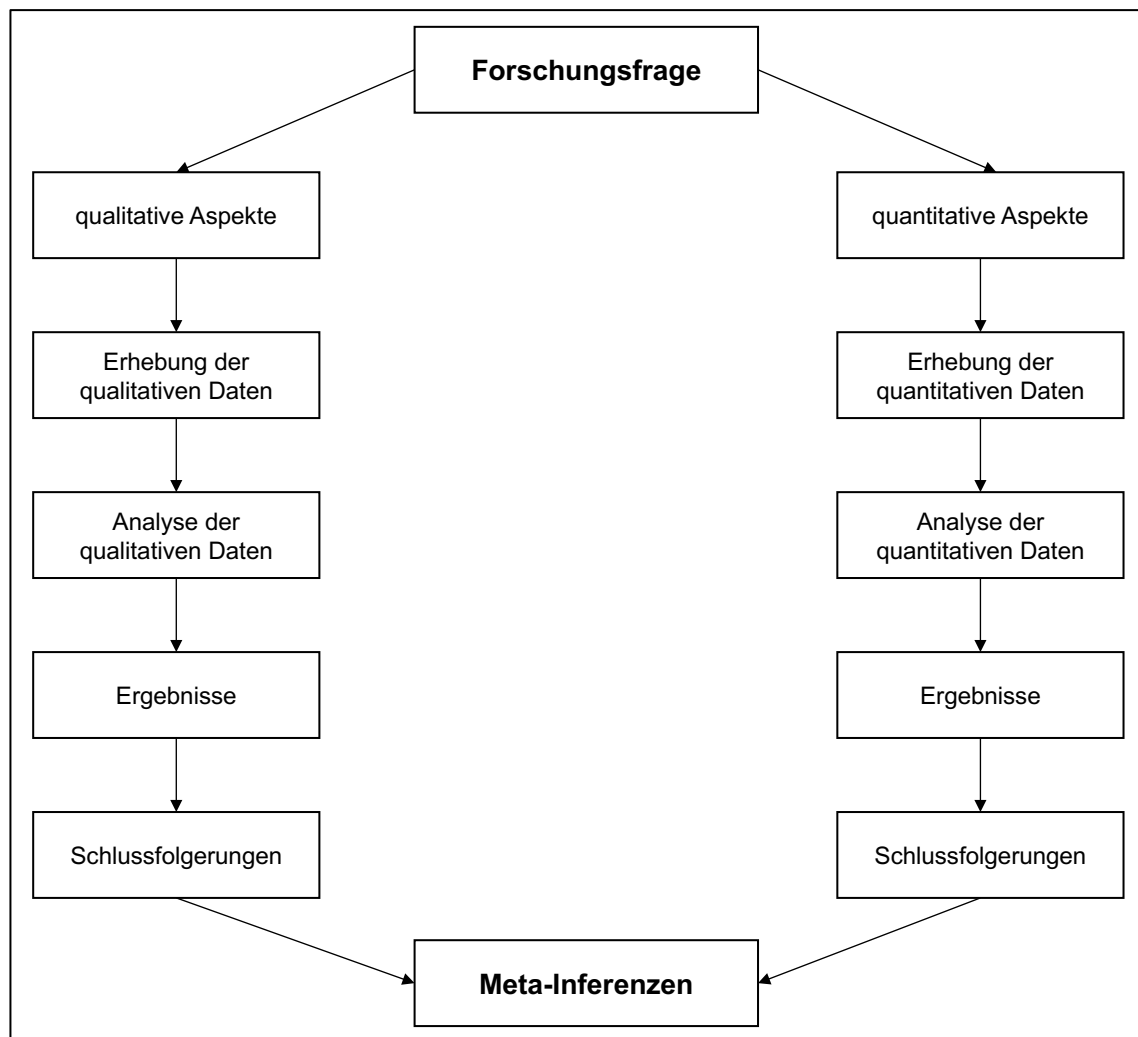 Forschungsfrage
qualitative Aspekte
quantitative Aspekte
Erhebung der
qualitativen Daten
Erhebung der
quantitativen Daten
Analyse der
qualitativen Daten
Analyse der
quantitativen Daten
Ergebnisse
Ergebnisse
Schlussfolgerungen
Schlussfolgerungen
Meta-Inferenzen